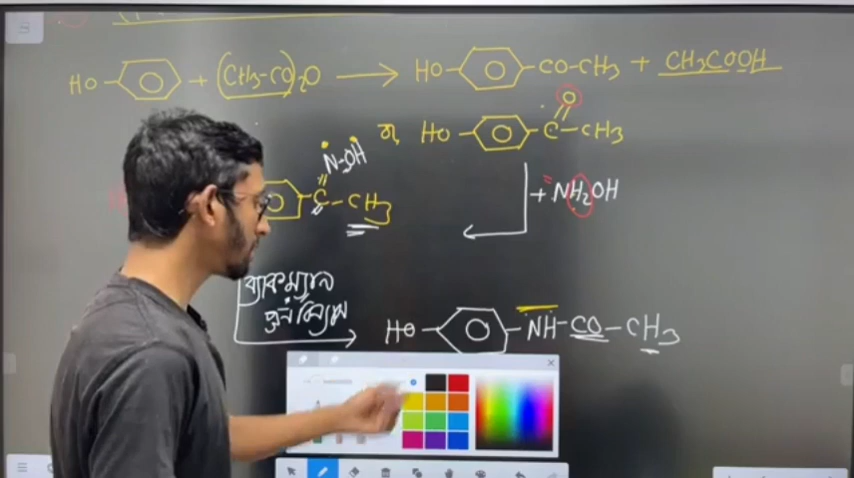 HO-⌬ + (CH3-CO)2O ⟶ HO-⌬-CO-CH3 + CH3COOH
বা, HO-⌬-C(=O)-CH3
N-OH
C-CH3
+ NH2OH
ব্যাকম্যান
পুনর্বিন্যাস
HO-⌬-NH-CO-CH3